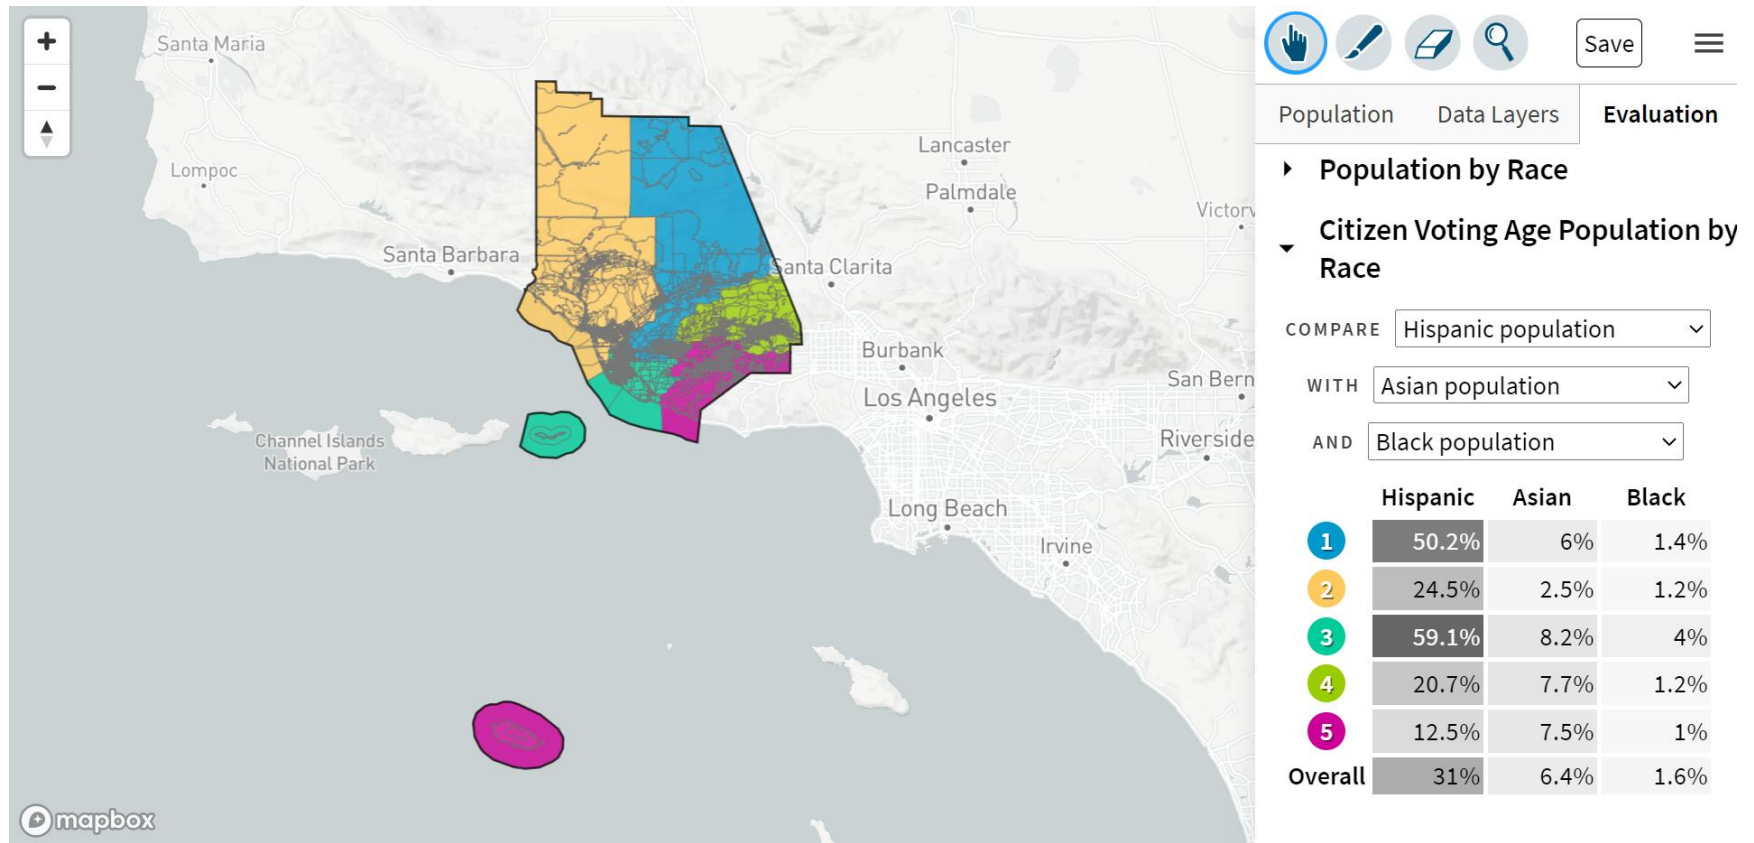 Santa Maria
Lompoc
Santa Barbara
Lancaster
Palmdale
Victorv
Santa Clarita
Burbank
Los Angeles
San Bern
Channel Islands
National Park
Riverside
Long Beach
Irvine
mapbox
Save
Population Data Layers Evaluation
Population by Race
Citizen Voting Age Population by
Race
COMPARE Hispanic population
WITH Asian population
AND Black population
Hispanic Asian Black
1 50.2% 6% 1.4%
2 24.5% 2.5% 1.2%
3 59.1% 8.2% 4%
4 20.7% 7.7% 1.2%
5 12.5% 7.5% 1%
Overall 31% 6.4% 1.6%